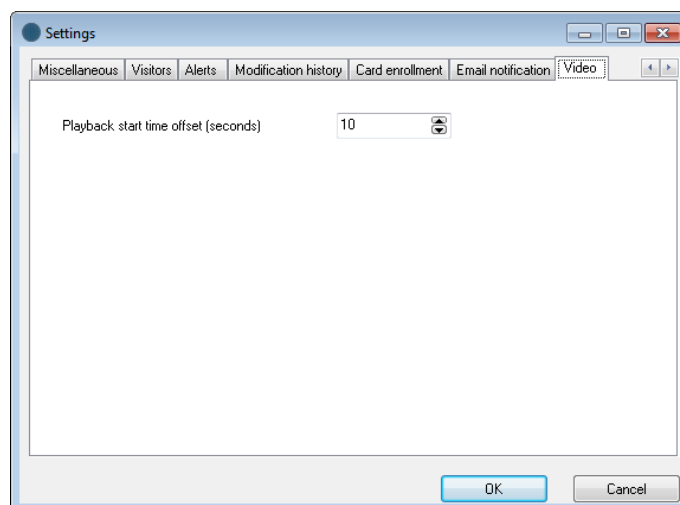 Settings
Miscellaneous Visitors Alerts Modification history Card enrollment Email notification Video
Playback start time offset (seconds) 10
OK Cancel